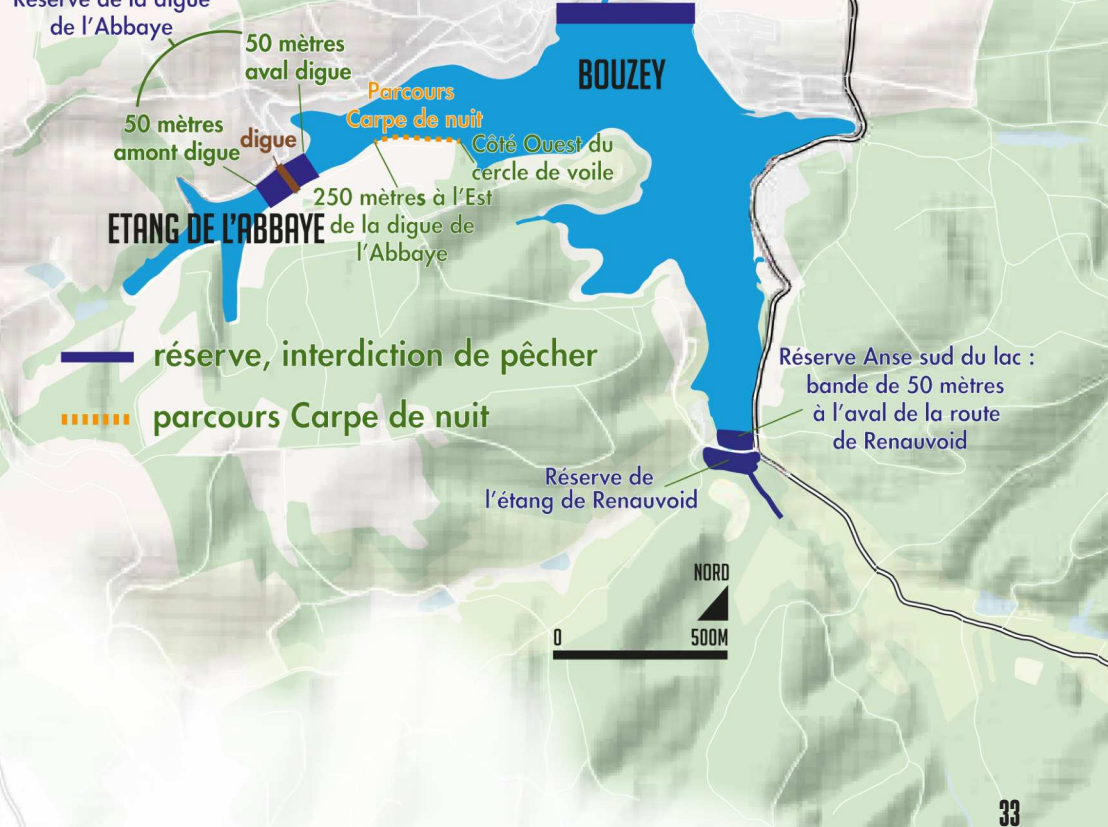 Réserve de la digue
de l'Abbaye
50 mètres
aval digue
BOUZEY
Parcours
Carpe de nuit
50 mètres
amont digue
digue
Côté Ouest du
cercle de voile
250 mètres à l'Est
de la digue de
l'Abbaye
ETANG DE L'ABBAYE
réserve, interdiction de pêcher
parcours Carpe de nuit
Réserve Anse sud du lac :
bande de 50 mètres
à l'aval de la route
de Renauvoid
Réserve de
l'étang de Renauvoid
NORD
0 500M
33